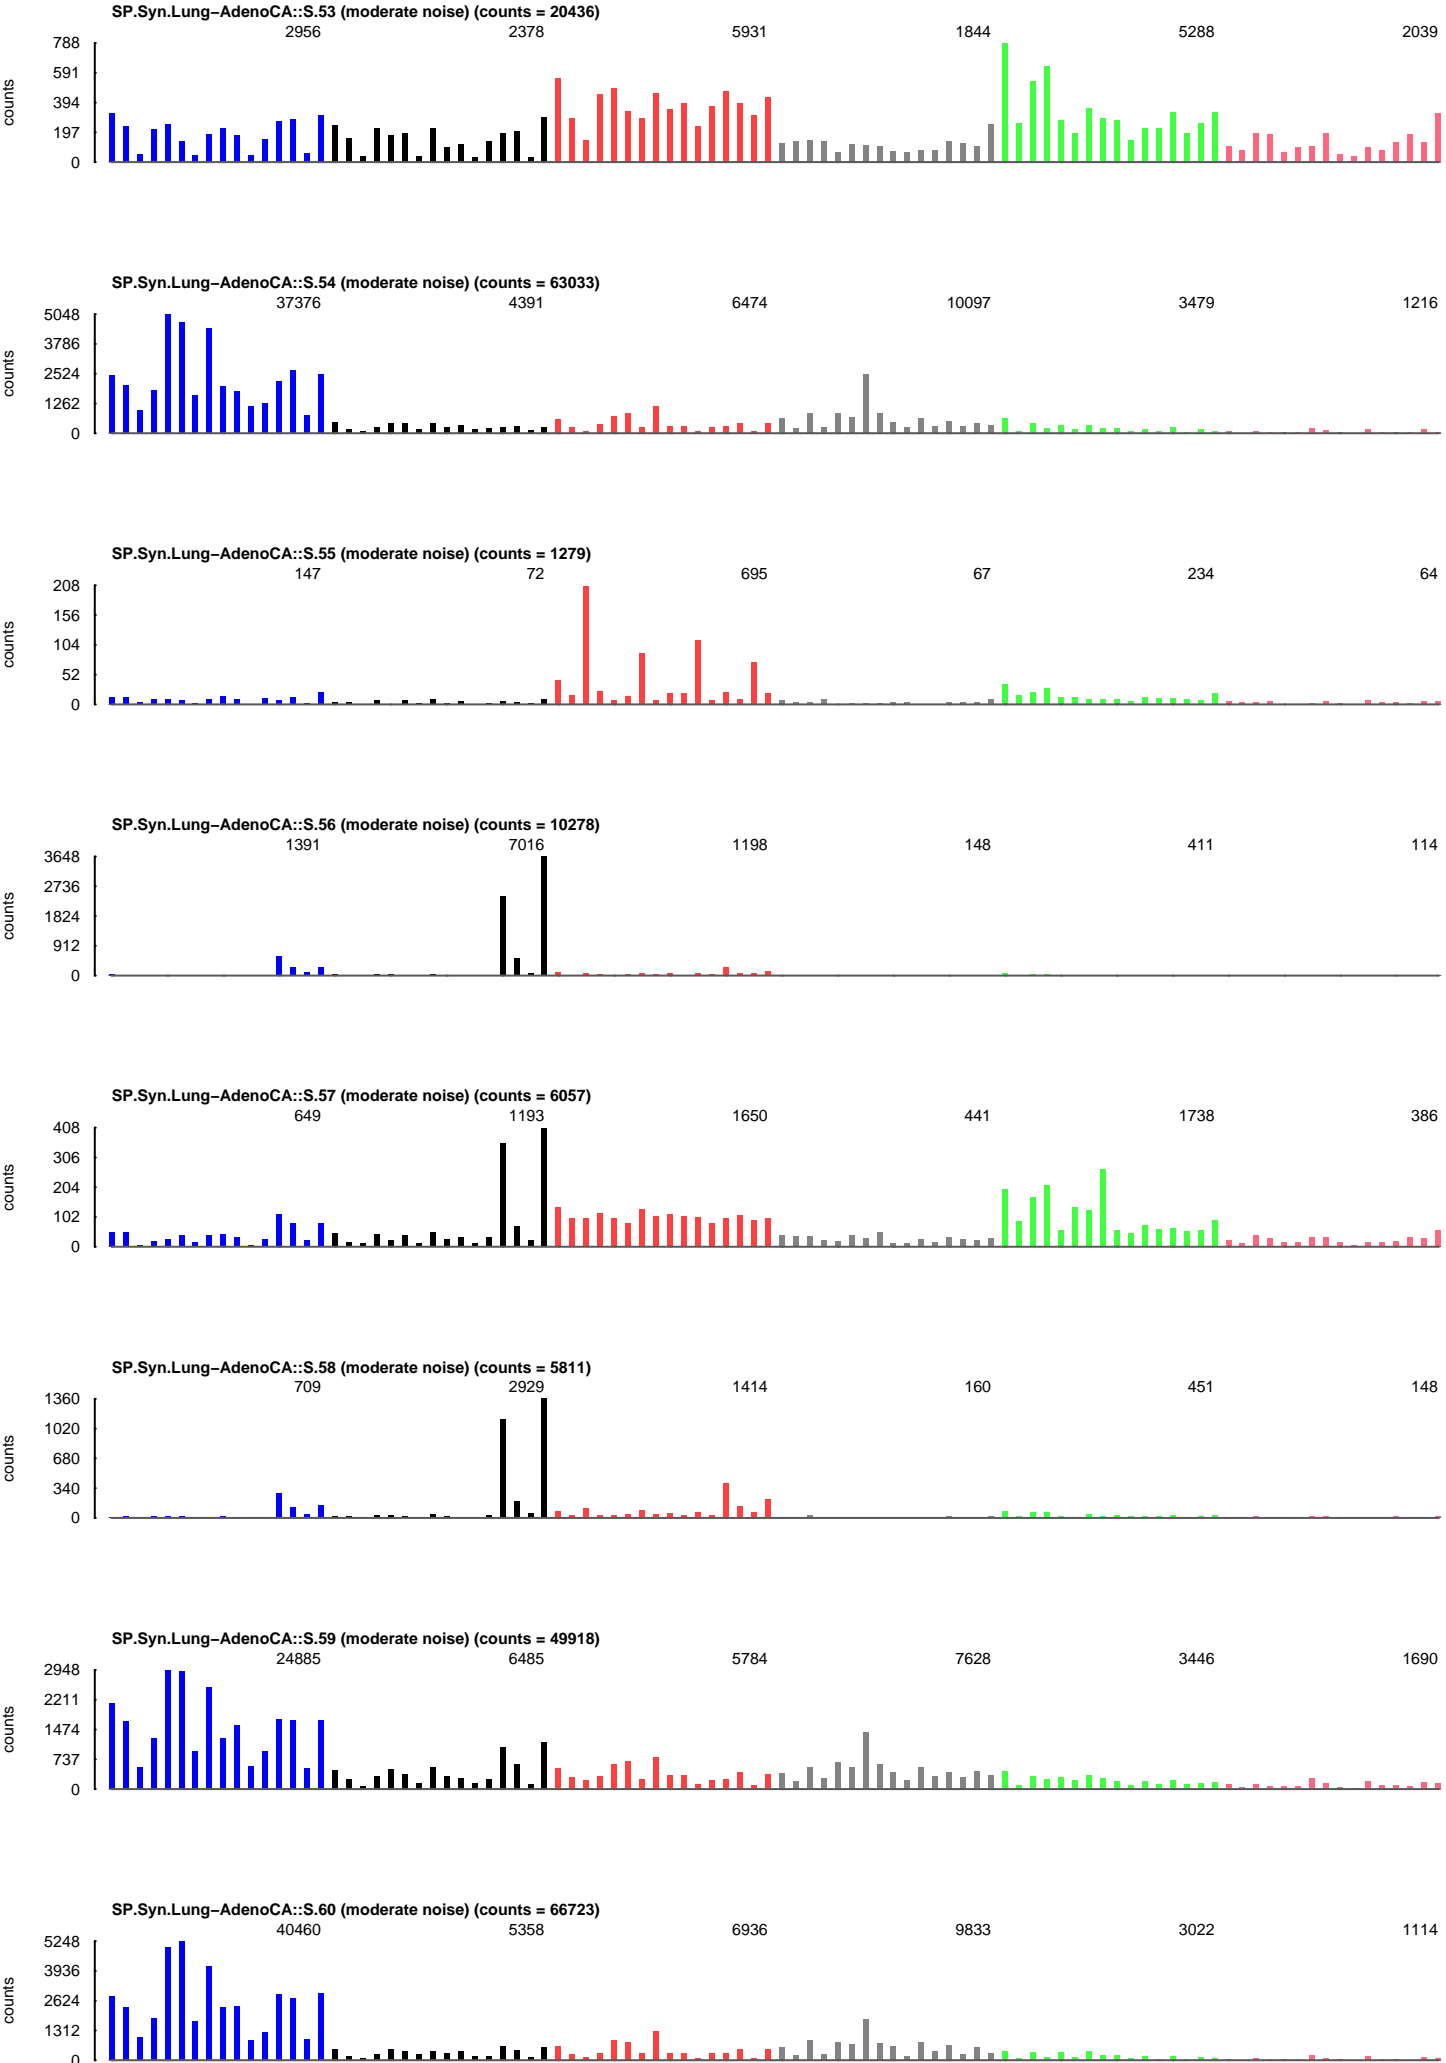 SP.Syn.Lung−AdenoCA::S.53 (moderate noise) (counts = 20436)
2956 2378 5931 1844 5288 2039
788
591
394
197
0
counts
SP.Syn.Lung−AdenoCA::S.54 (moderate noise) (counts = 63033)
37376 4391 6474 10097 3479 1216
5048
3786
2524
1262
0
counts
SP.Syn.Lung−AdenoCA::S.55 (moderate noise) (counts = 1279)
147 72 695 67 234 64
208
156
104
52
0
counts
SP.Syn.Lung−AdenoCA::S.56 (moderate noise) (counts = 10278)
1391 7016 1198 148 411 114
3648
2736
1824
912
0
counts
SP.Syn.Lung−AdenoCA::S.57 (moderate noise) (counts = 6057)
649 1193 1650 441 1738 386
408
306
204
102
0
counts
SP.Syn.Lung−AdenoCA::S.58 (moderate noise) (counts = 5811)
709 2929 1414 160 451 148
1360
1020
680
340
0
counts
SP.Syn.Lung−AdenoCA::S.59 (moderate noise) (counts = 49918)
24885 6485 5784 7628 3446 1690
2948
2211
1474
737
0
counts
SP.Syn.Lung−AdenoCA::S.60 (moderate noise) (counts = 66723)
40460 5358 6936 9833 3022 1114
5248
3936
2624
1312
0
counts